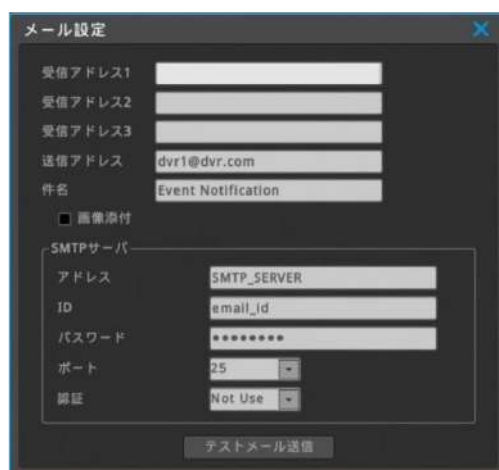 メール設定
受信アドレス1
受信アドレス2
受信アドレス3
送信アドレス dvr1@dvr.com
件名 Event Notification
画像添付
SMTPサーバ
アドレス SMTP_SERVER
ID email_id
パスワード ********
ポート 25
認証 Not Use
テストメール送信